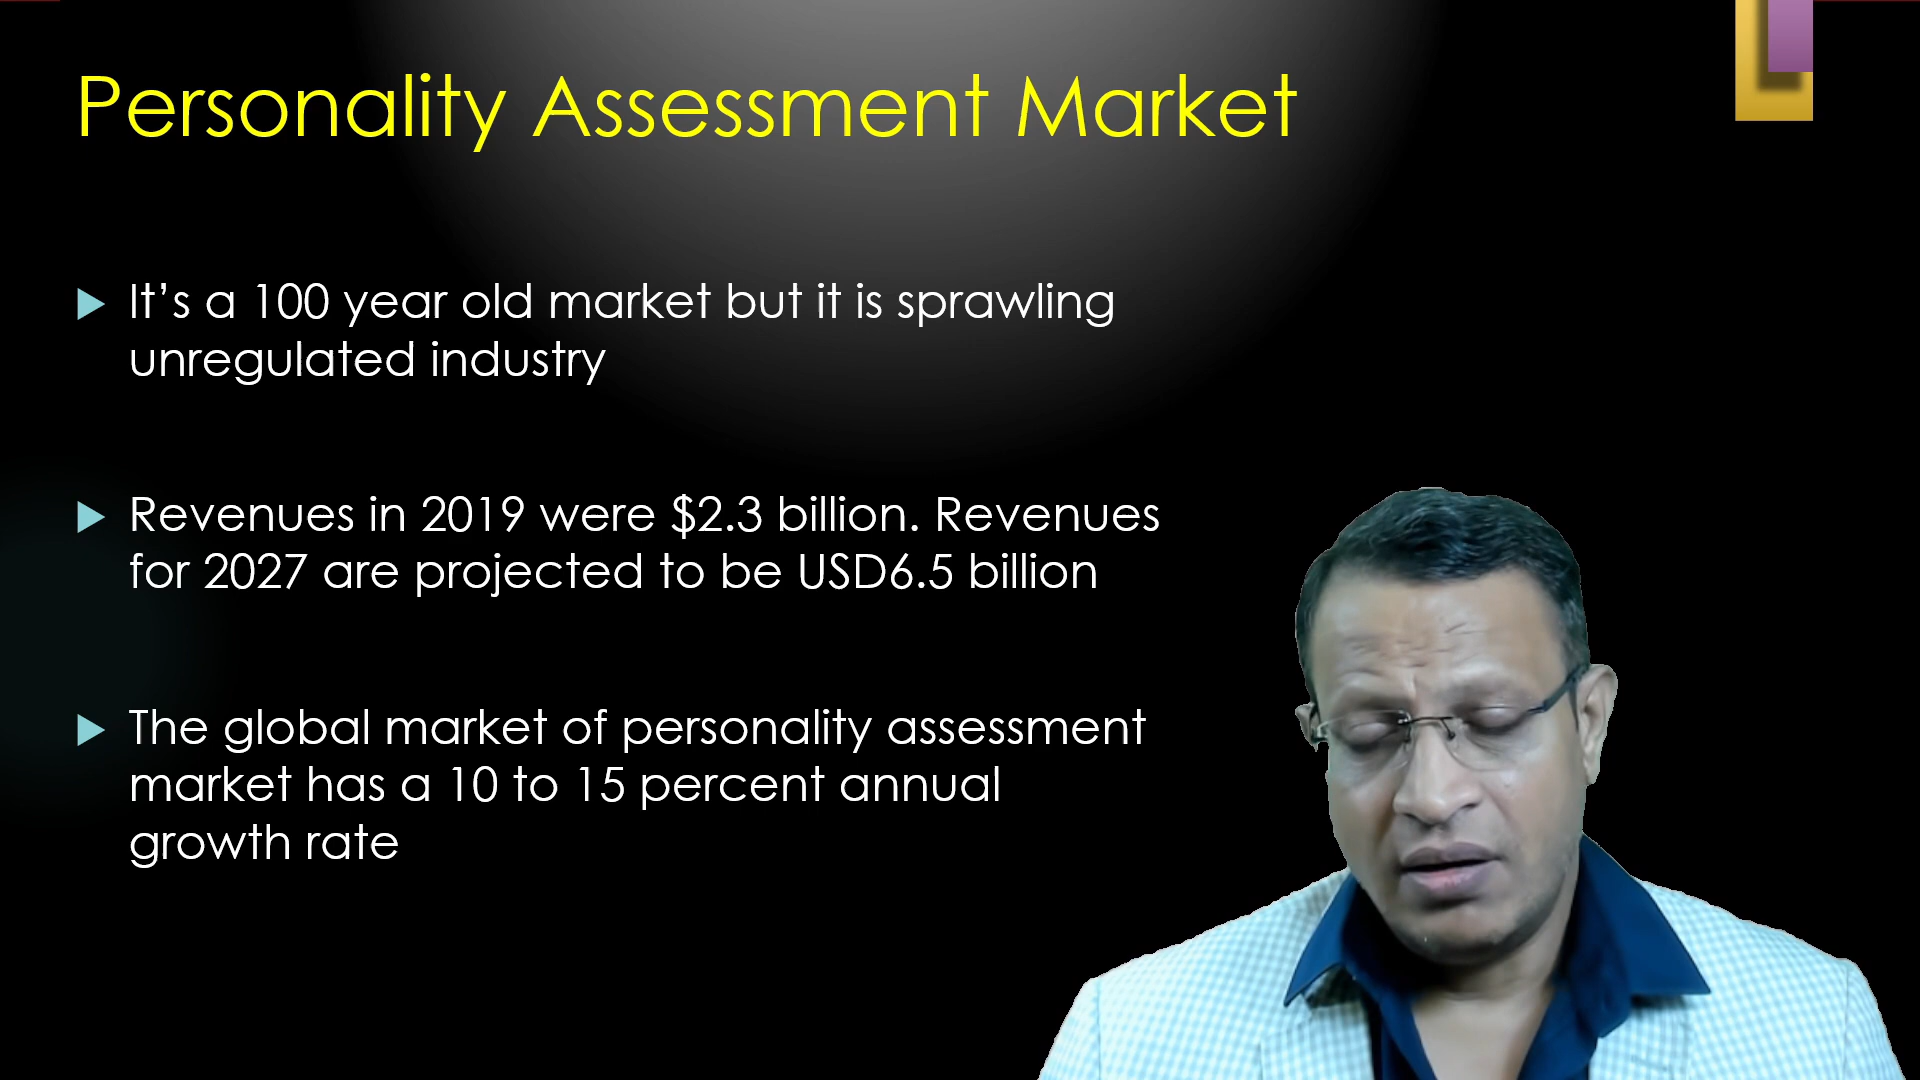 Personality Assessment Market
It’s a 100 year old market but it is sprawling
unregulated industry
Revenues in 2019 were $2.3 billion. Revenues
for 2027 are projected to be USD6.5 billion
The global market of personality assessment
market has a 10 to 15 percent annual
growth rate